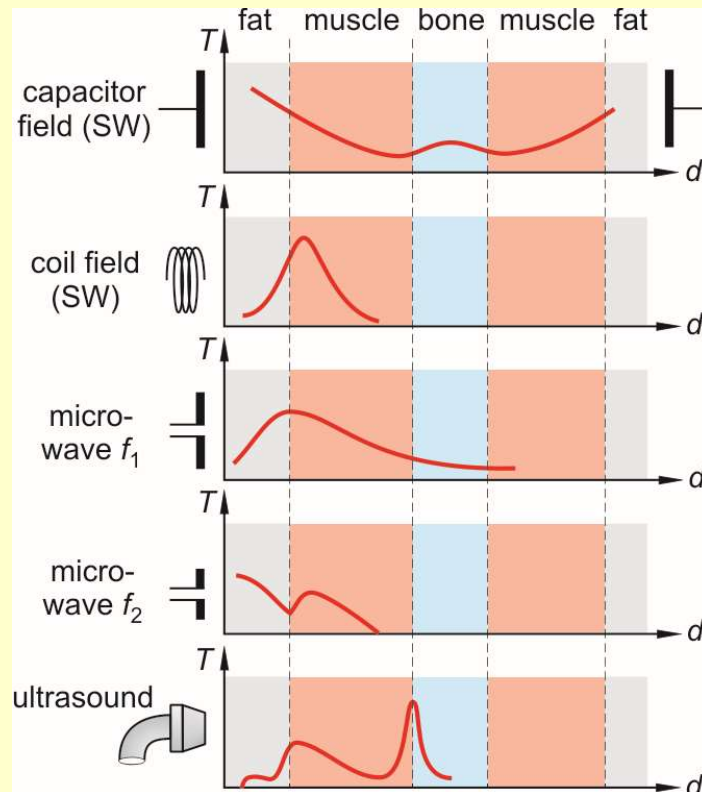 fat muscle bone muscle fat
T
capacitor
field (SW)
d
T
coil field
(SW)
d
T
micro-
wave f₁
d
T
micro-
wave f₂
d
T
ultrasound
d